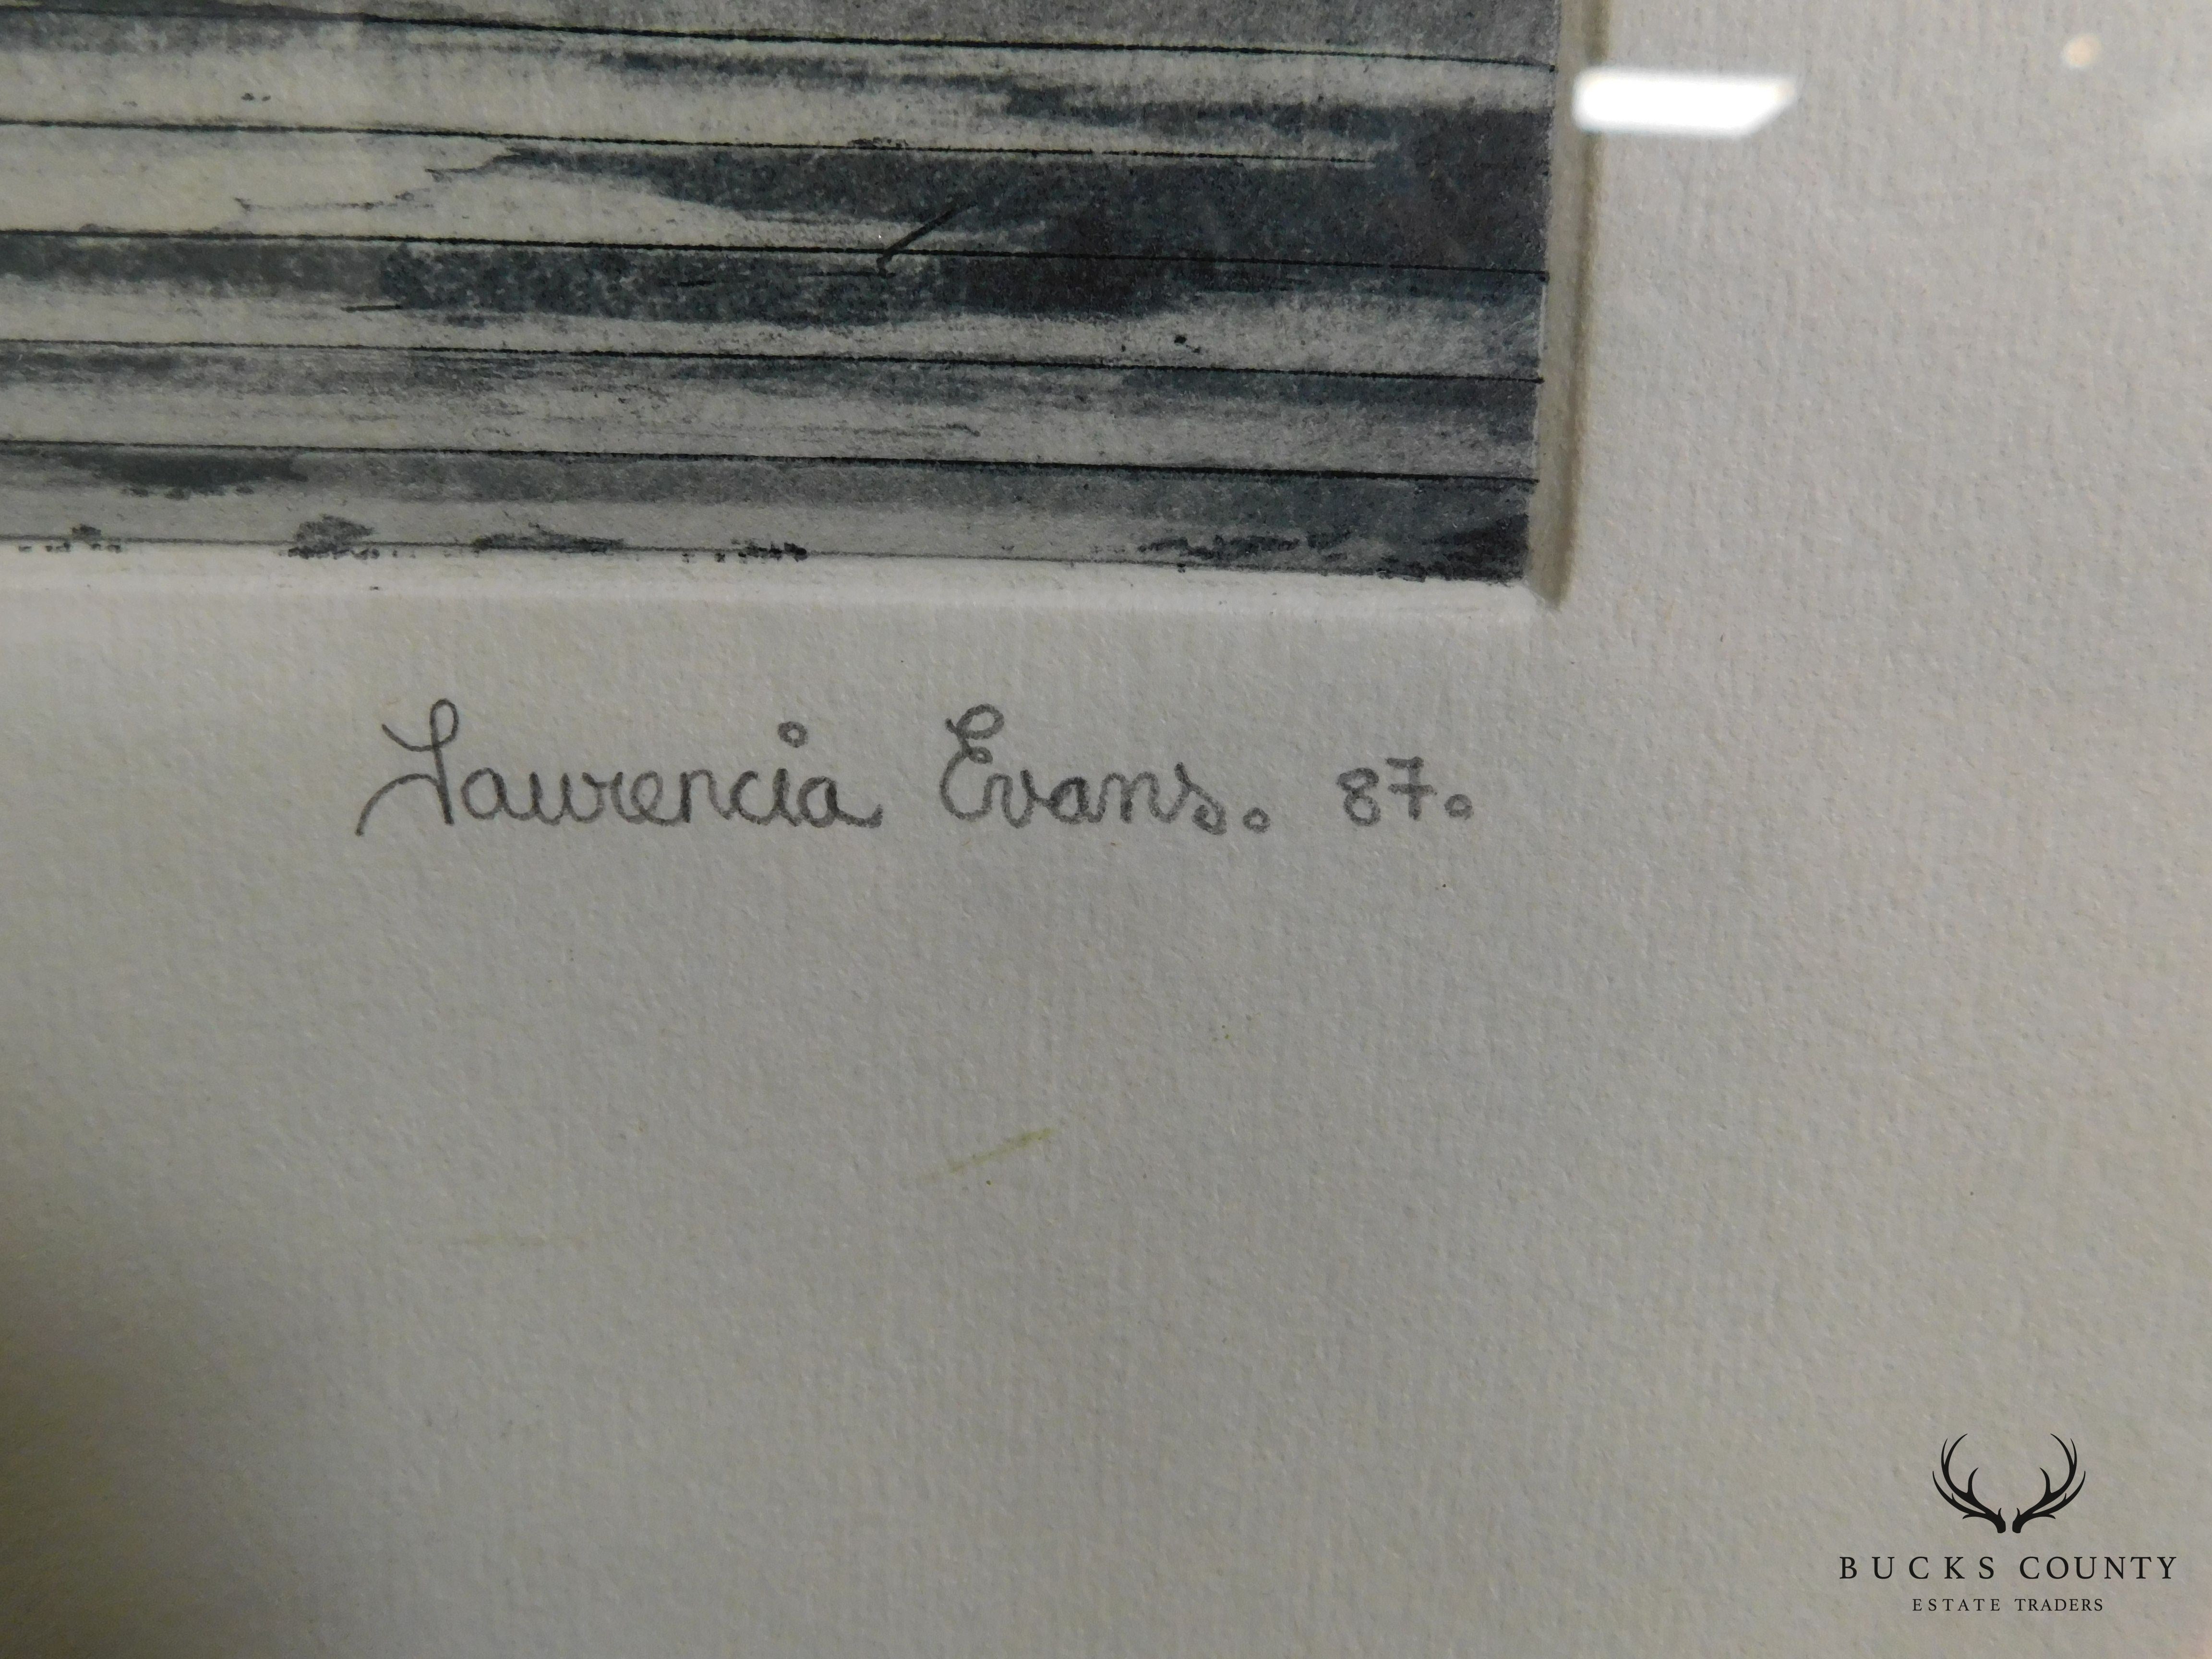 Lawrencia Evans. 87.
BUCKS COUNTY
ESTATE TRADERS